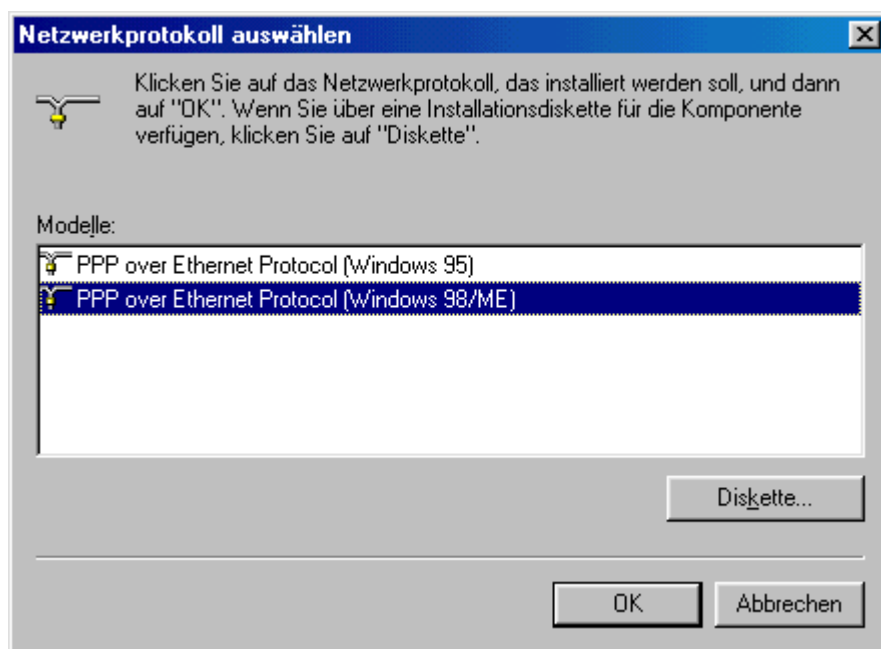 Netzwerkprotokoll auswählen
Klicken Sie auf das Netzwerkprotokoll, das installiert werden soll, und dann
auf "OK". Wenn Sie über eine Installationsdiskette für die Komponente
verfügen, klicken Sie auf "Diskette".
Modelle:
PPP over Ethernet Protocol (Windows 95)
PPP over Ethernet Protocol (Windows 98/ME)
Diskette...
OK
Abbrechen